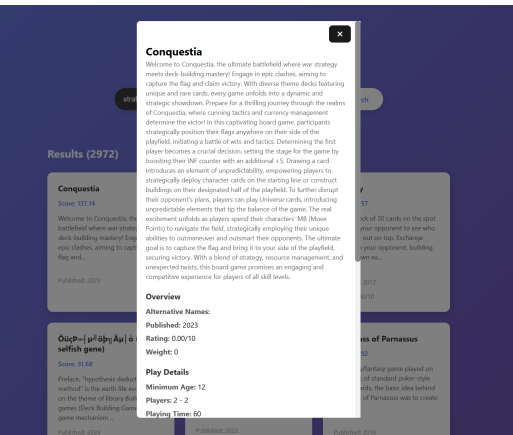 ×
Conquestia
Welcome to Conquestia, the ultimate battlefield where war strategy
meets deck-building mastery! Engage in epic clashes, aiming to
capture the flag and claim victory. With diverse theme decks featuring
unique and rare cards, every game unfolds into a dynamic and
strategic showdown. Prepare for a thrilling journey through the realms
of Conquestia, where cunning tactics and currency management
determine the victor! In this captivating board game, participants
strategically position their flags anywhere on their side of the
playfield, initiating a battle of wits and tactics. Determining the first
player becomes a crucial decision, setting the stage for the game by
boosting their INF counter with an additional +5. Drawing a card
introduces an element of unpredictability, empowering players to
strategically deploy character cards on the starting line or construct
buildings on their designated half of the playfield. To further disrupt
their opponent's plans, players can play Universe cards, introducing
unpredictable elements that tip the balance of the game. The real
excitement unfolds as players spend their characters' MB (Move
Points) to navigate the field, strategically employing their unique
abilities to outmaneuver and outsmart their opponents. The ultimate
goal is to capture the flag and bring it to your side of the playfield,
securing victory. With a blend of strategy, resource management, and
unexpected twists, this board game promises an engaging and
competitive experience for players of all skill levels.
Overview
Alternative Names:
Published: 2023
Rating: 0.00/10
Weight: 0
Play Details
Minimum Age: 12
Players: 2 - 2
Playing Time: 60
strat
ch
Results (2972)
Conquestia
Score: 137.14
Welcome to Conquestia, the
battlefield where war strate
deck-building mastery! Eng
epic clashes, aiming to capt
flag and...
Published: 2023
y
57
ck of 30 cards on the spot
your opponent to see who
out on top. Exchange
your opponent, building
wn su...
2012
00/10
selfish gene)
Score: 31.68
Preface, "hypothesis deduct
method" is the earth life ev
on the theme of library Buil
games (Deck Building Game
game mechanism ...
Published: 2024
Published: 2022
ss of Parnassus
92
/fantasy game played on
s of standard poker-style
rds, the basic idea behind
of Parnassus was to create
Published: 2010